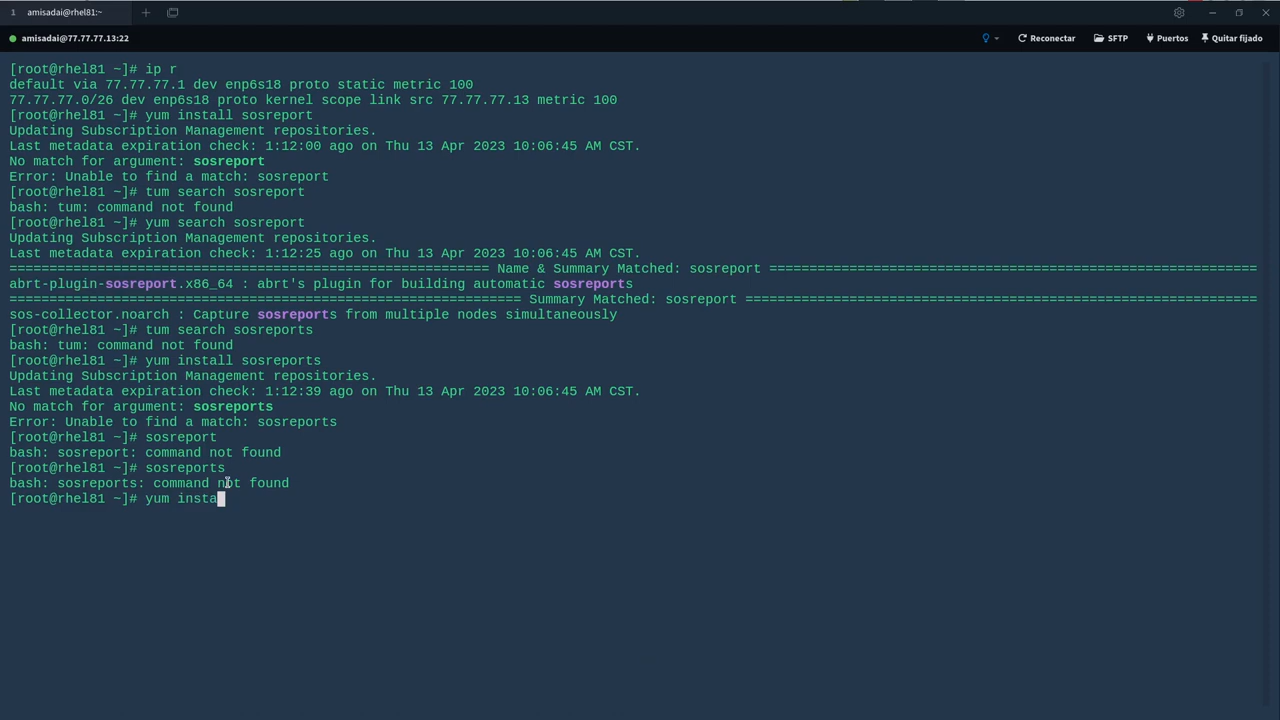 1 amisadai@rhel81:~
amisadai@77.77.77.13:22 Reconectar SFTP Puertos Quitar fijado
[root@rhel81 ~]# ip r
default via 77.77.77.1 dev enp6s18 proto static metric 100
77.77.77.0/26 dev enp6s18 proto kernel scope link src 77.77.77.13 metric 100
[root@rhel81 ~]# yum install sosreport
Updating Subscription Management repositories.
Last metadata expiration check: 1:12:00 ago on Thu 13 Apr 2023 10:06:45 AM CST.
No match for argument: sosreport
Error: Unable to find a match: sosreport
[root@rhel81 ~]# tum search sosreport
bash: tum: command not found
[root@rhel81 ~]# yum search sosreport
Updating Subscription Management repositories.
Last metadata expiration check: 1:12:25 ago on Thu 13 Apr 2023 10:06:45 AM CST.
============================================================ Name & Summary Matched: sosreport =============================================================
abrt-plugin-sosreport.x86_64 : abrt's plugin for building automatic sosreports
================================================================ Summary Matched: sosreport ================================================================
sos-collector.noarch : Capture sosreports from multiple nodes simultaneously
[root@rhel81 ~]# tum search sosreports
bash: tum: command not found
[root@rhel81 ~]# yum install sosreports
Updating Subscription Management repositories.
Last metadata expiration check: 1:12:39 ago on Thu 13 Apr 2023 10:06:45 AM CST.
No match for argument: sosreports
Error: Unable to find a match: sosreports
[root@rhel81 ~]# sosreport
bash: sosreport: command not found
[root@rhel81 ~]# sosreports
bash: sosreports: command not found
[root@rhel81 ~]# yum insta